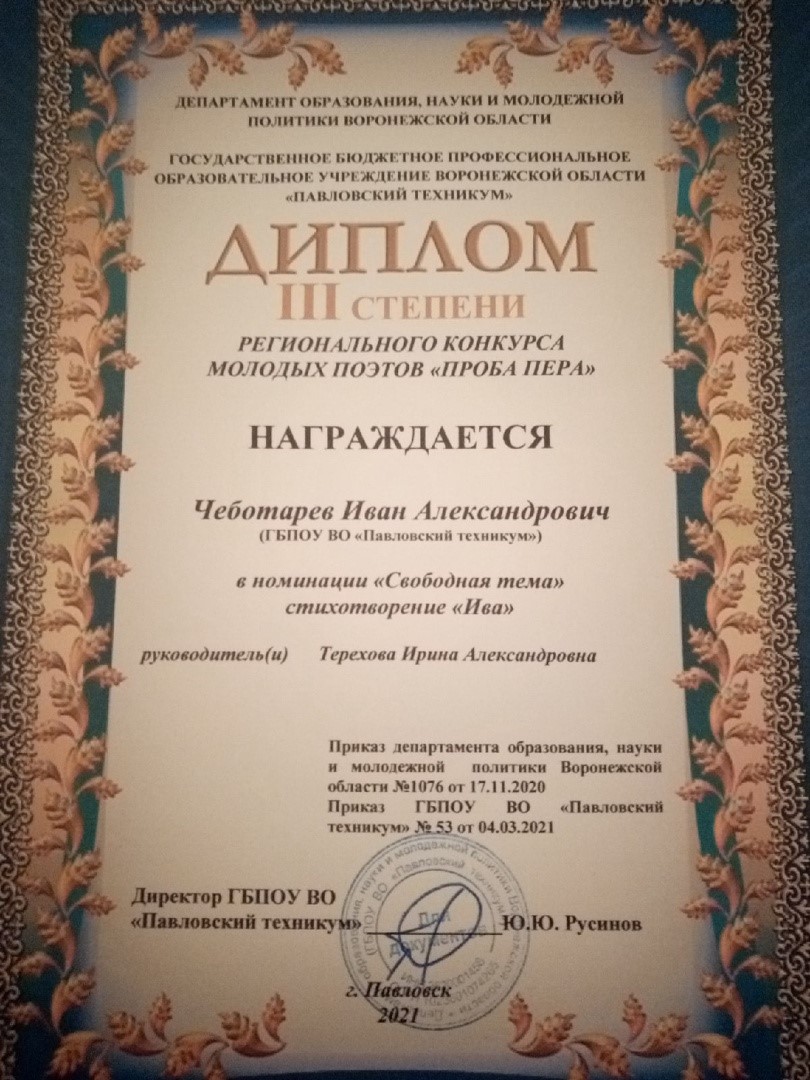 ДЕПАРТАМЕНТ ОБРАЗОВАНИЯ, НАУКИ И МОЛОДЕЖНОЙ
ПОЛИТИКИ ВОРОНЕЖСКОЙ ОБЛАСТИ
ГОСУДАРСТВЕННОЕ БЮДЖЕТНОЕ ПРОФЕССИОНАЛЬНОЕ
ОБРАЗОВАТЕЛЬНОЕ УЧРЕЖДЕНИЕ ВОРОНЕЖСКОЙ ОБЛАСТИ
«ПАВЛОВСКИЙ ТЕХНИКУМ»
ДИПЛОМ
III СТЕПЕНИ
РЕГИОНАЛЬНОГО КОНКУРСА
МОЛОДЫХ ПОЭТОВ «ПРОБА ПЕРА»
НАГРАЖДАЕТСЯ
Чеботарев Иван Александрович
(ГБПОУ ВО «Павловский техникум»)
в номинации «Свободная тема»
стихотворение «Ива»
руководитель(и) Терехова Ирина Александровна
Приказ департамента образования, науки
и молодежной политики Воронежской
области №1076 от 17.11.2020
Приказ ГБПОУ ВО «Павловский
техникум» № 53 от 04.03.2021
Директор ГБПОУ ВО
«Павловский техникум» Ю.Ю. Русинов
Для
документов
г. Павловск
2021